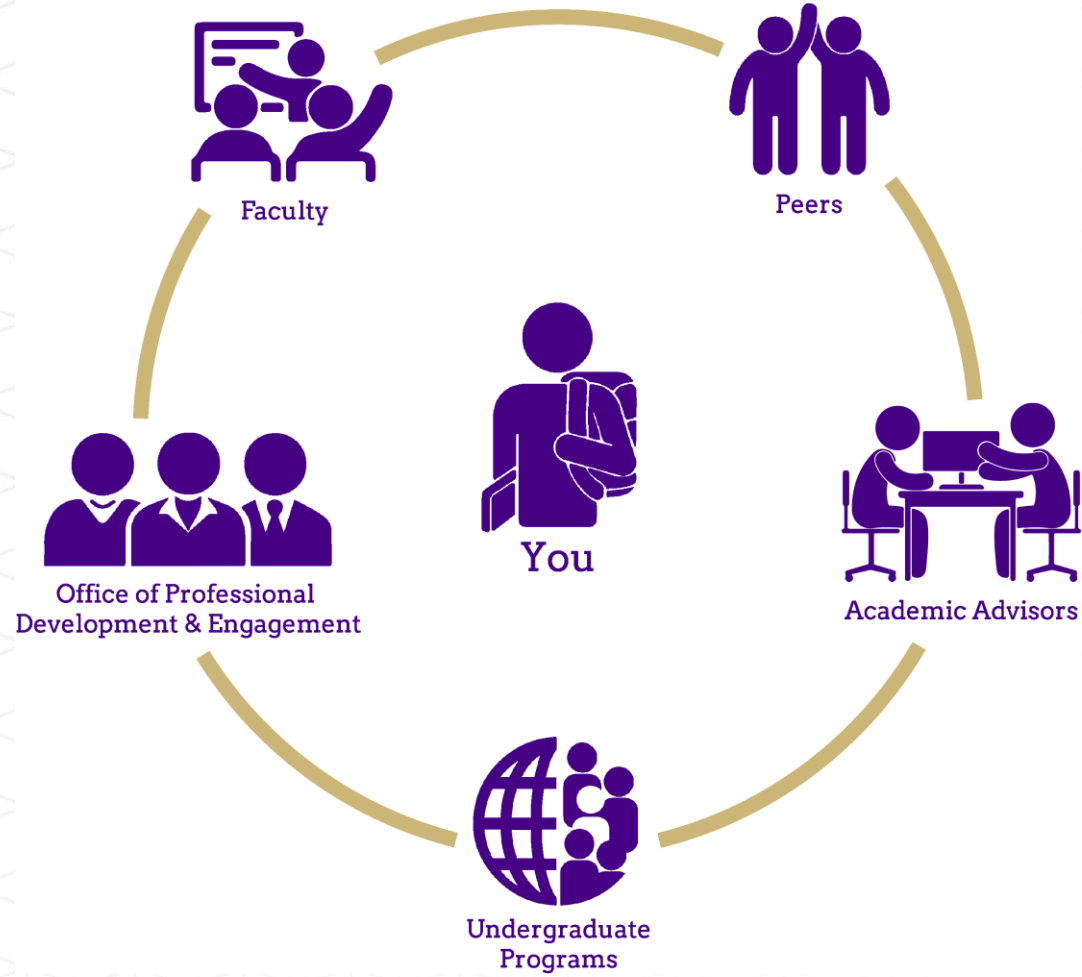 Faculty
Peers
You
Office of Professional
Development & Engagement
Academic Advisors
Undergraduate
Programs